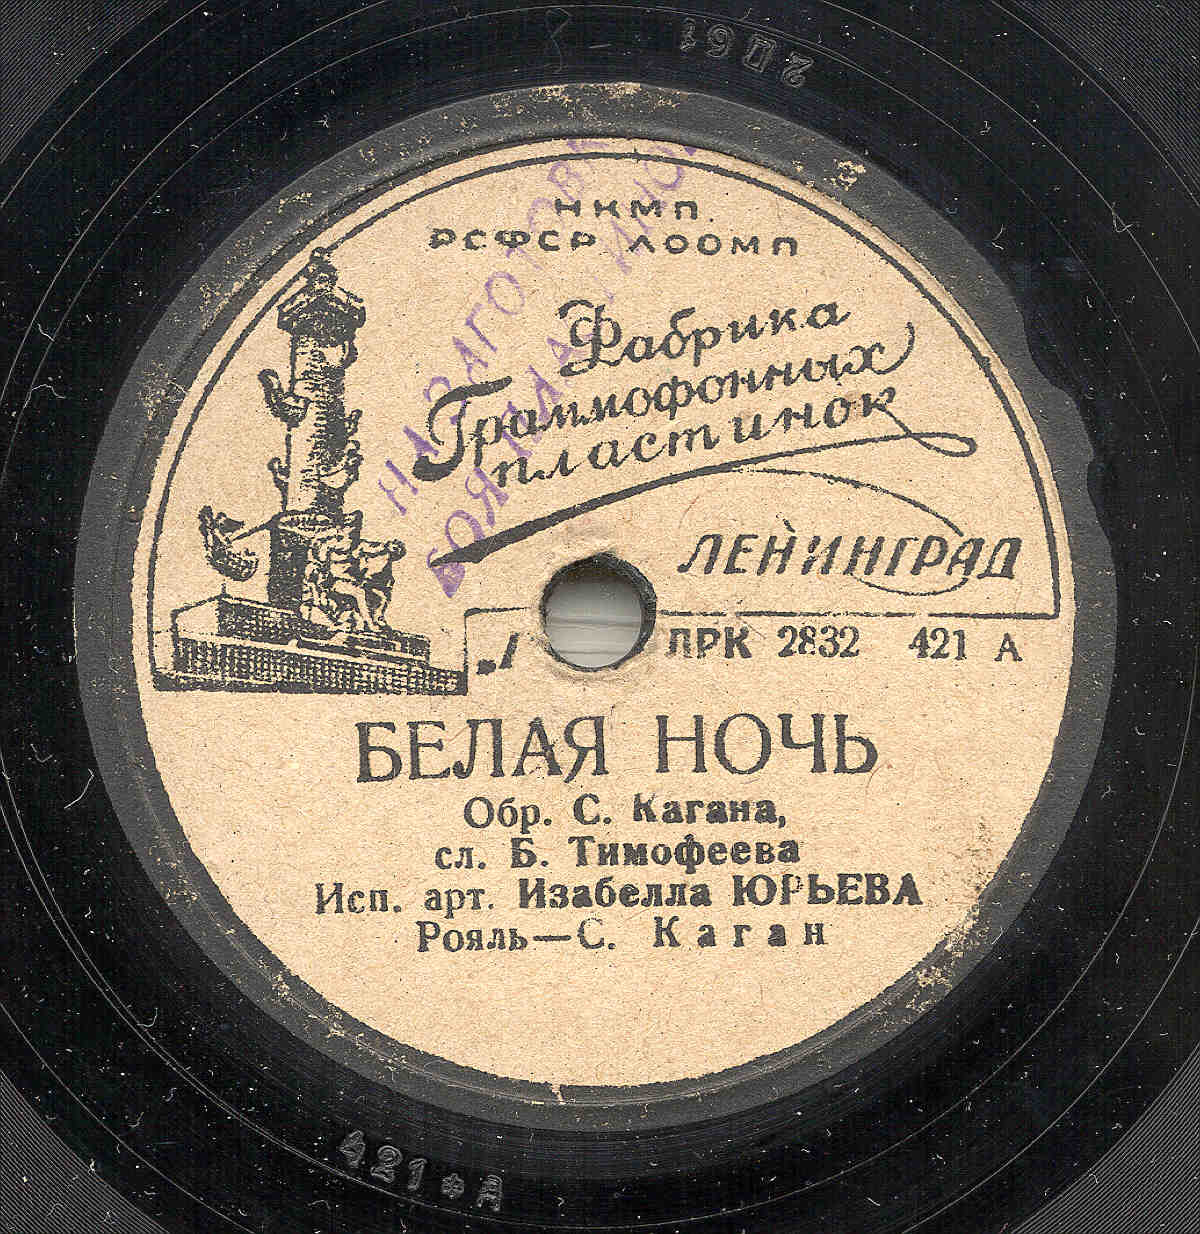 НКМП.
РСФСР ЛООМП
Фабрика
Граммофонных
пластинок
ЛЕНИНГРАД
ЛРК 2832 421 А
БЕЛАЯ НОЧЬ
Обр. С. Кагана,
сл. Б. Тимофеева
Исп. арт. Изабелла ЮРЬЕВА
Рояль—С. Каган
421 А